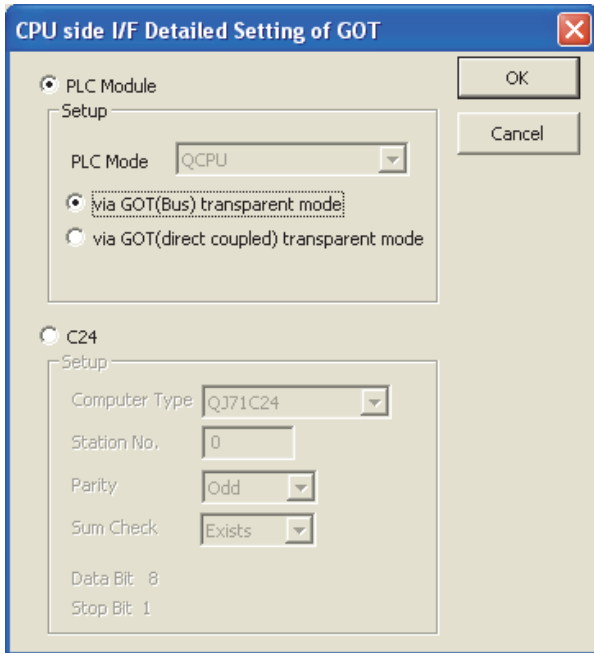 CPU side I/F Detailed Setting of GOT
PLC Module
OK
Setup
Cancel
PLC Mode QCPU
via GOT(Bus) transparent mode
via GOT(direct coupled) transparent mode
C24
Setup
Computer Type QJ71C24
Station No. 0
Parity Odd
Sum Check Exists
Data Bit 8
Stop Bit 1